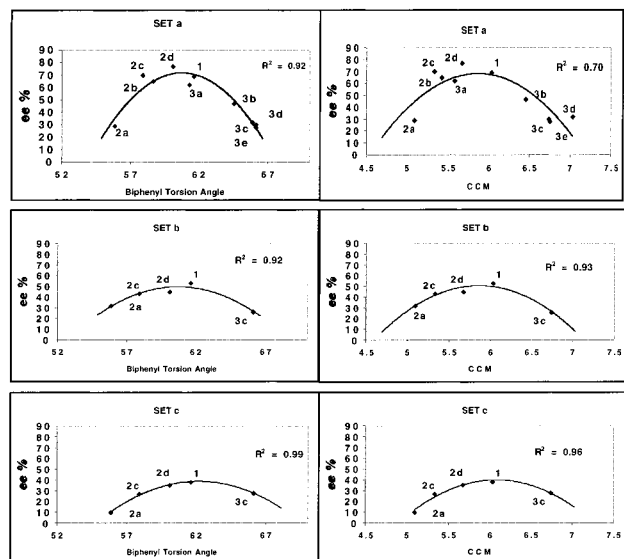 SET a
ee %
90
80
70
60
50
40
30
20
10
0
2c
2d
1
R² = 0.92
2b
3a
3b
3d
2a
3c
3e
52
57
62
67
Biphenyl Torsion Angle
SET a
ee %
90
80
70
60
50
40
30
20
10
0
2c
2d
1
R² = 0.70
2b
3a
3b
3d
2a
3c
3e
4.5
5
5.5
6
6.5
7
7.5
CCM
SET b
ee %
90
80
70
60
50
40
30
20
10
0
2c
2d
1
R² = 0.92
2a
3c
52
57
62
67
Biphenyl Torsion Angle
SET b
ee %
90
80
70
60
50
40
30
20
10
0
2c
2d
1
R² = 0.93
2a
3c
4.5
5
5.5
6
6.5
7
7.5
CCM
SET c
ee %
90
80
70
60
50
40
30
20
10
0
2c
2d
1
R² = 0.99
2a
3c
52
57
62
67
Biphenyl Torsion Angle
SET c
ee %
90
80
70
60
50
40
30
20
10
0
2c
2d
1
R² = 0.96
2a
3c
4.5
5
5.5
6
6.5
7
7.5
CCM